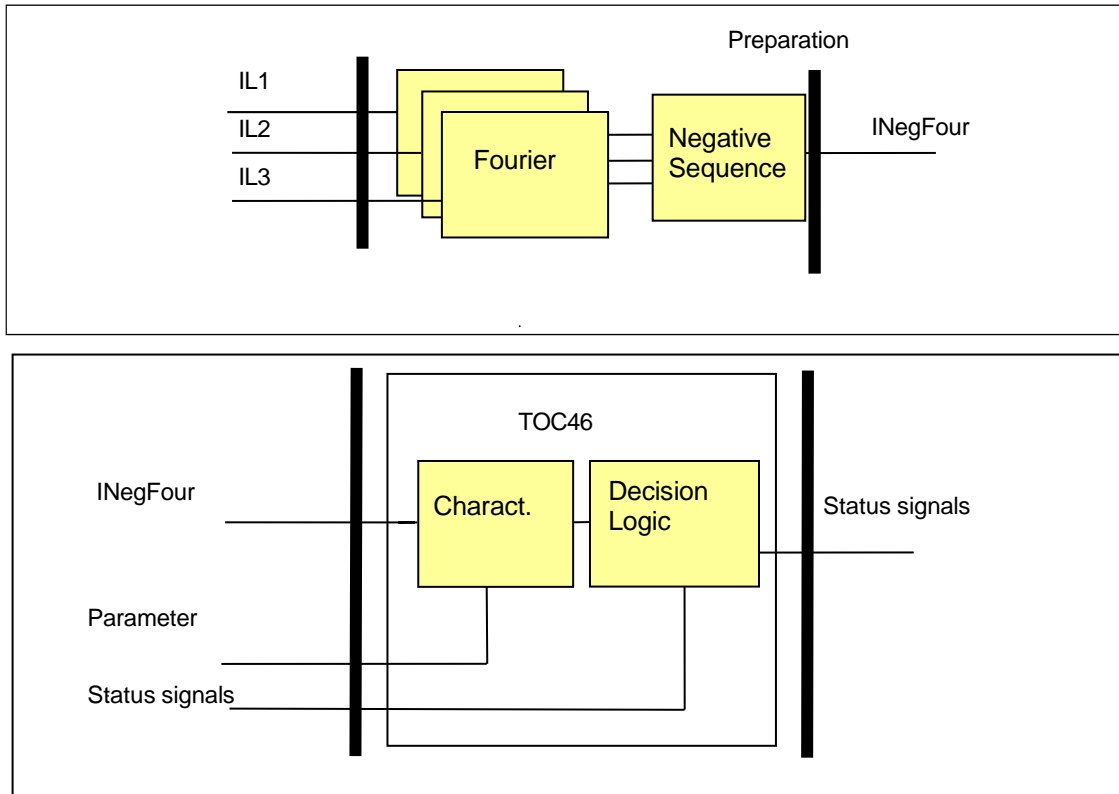 Preparation
IL1
IL2
IL3
Fourier
Negative
Sequence
INegFour
.
TOC46
INegFour
Charact.
Decision
Logic
Status signals
Parameter
Status signals